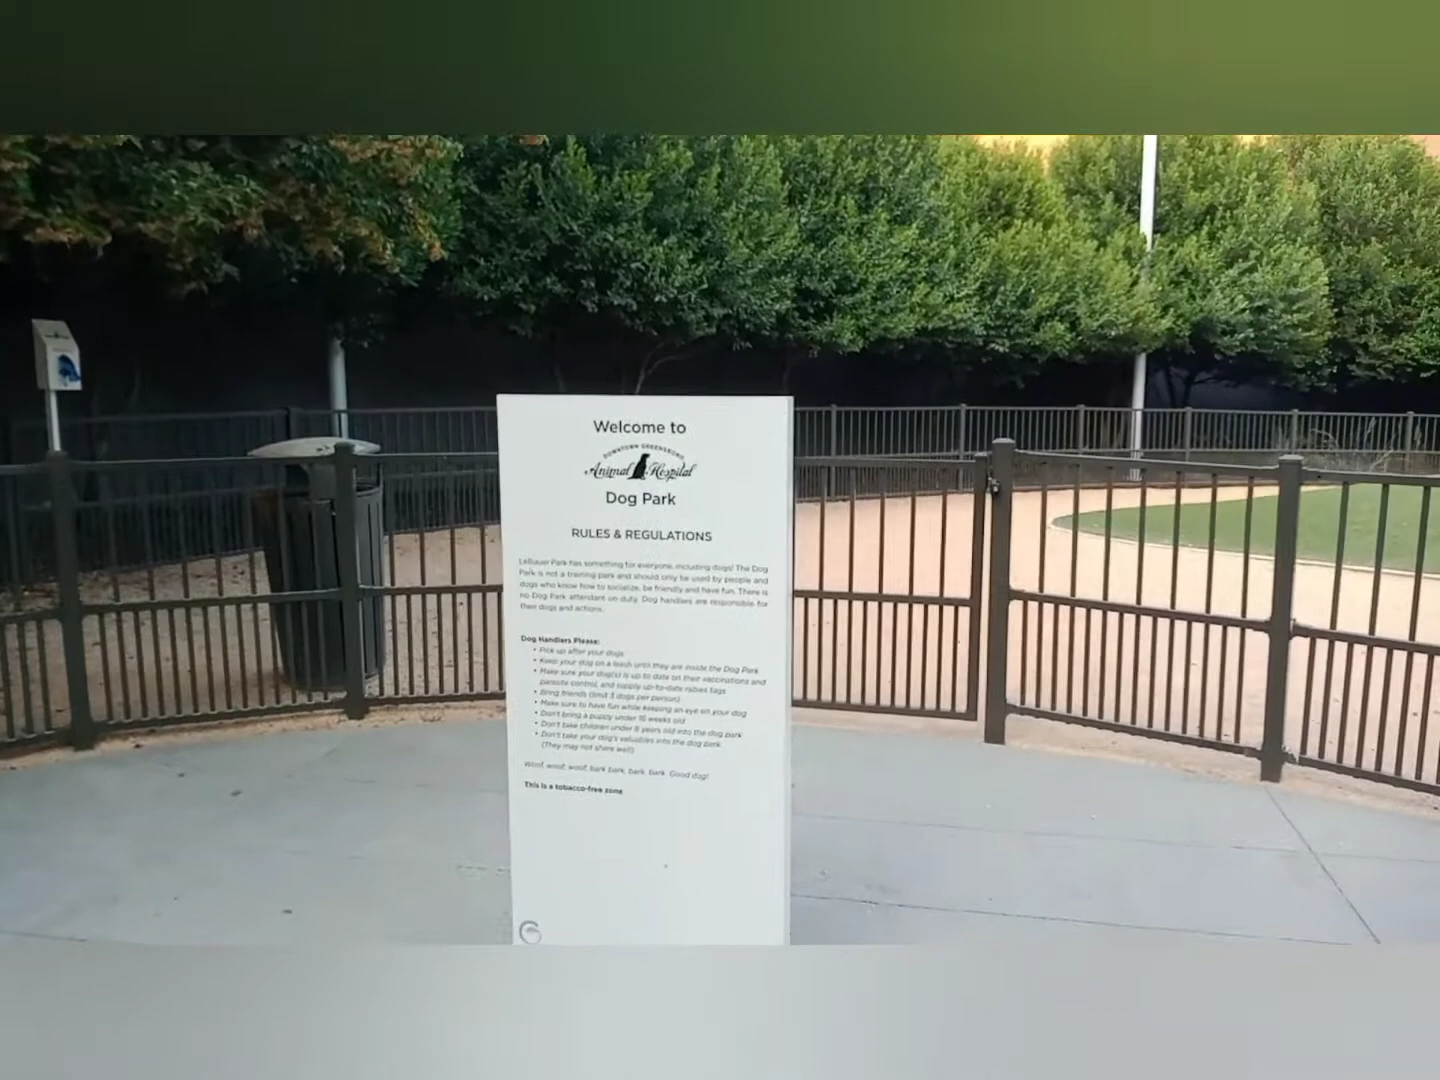 Welcome to
DOWNTOWN GREENSBORO
Animal Hospital
Dog Park
RULES & REGULATIONS
LeBauer Park has something for everyone, including dogs! The Dog
Park is not a training park and should only be used by people and
dogs who know how to socialize, be friendly and have fun. There is
no Dog Park attendant on duty. Dog handlers are responsible for
their dogs and actions.
Dog Handlers Please:
• Pick up after your dogs
• Keep your dog on a leash until they are inside the Dog Park
• Make sure your dog(s) is up to date on their vaccinations and
parasite control, and supply up-to-date rabies tags
• Bring friends (limit 3 dogs per person)
• Make sure to have fun while keeping an eye on your dog
• Don't bring a puppy under 16 weeks old
• Don't take children under 8 years old into the dog park
• Don't take your dog's valuables into the dog park
(They may not share well)
Woof, woof, woof, bark bark, bark, bark. Good dog!
This is a tobacco-free zone